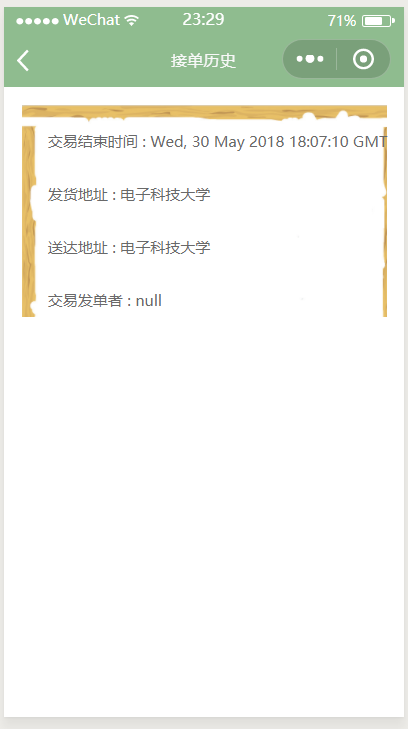 WeChat 23:29 71%
接单历史
交易结束时间 : Wed, 30 May 2018 18:07:10 GMT
发货地址 : 电子科技大学
送达地址 : 电子科技大学
交易发单者 : null